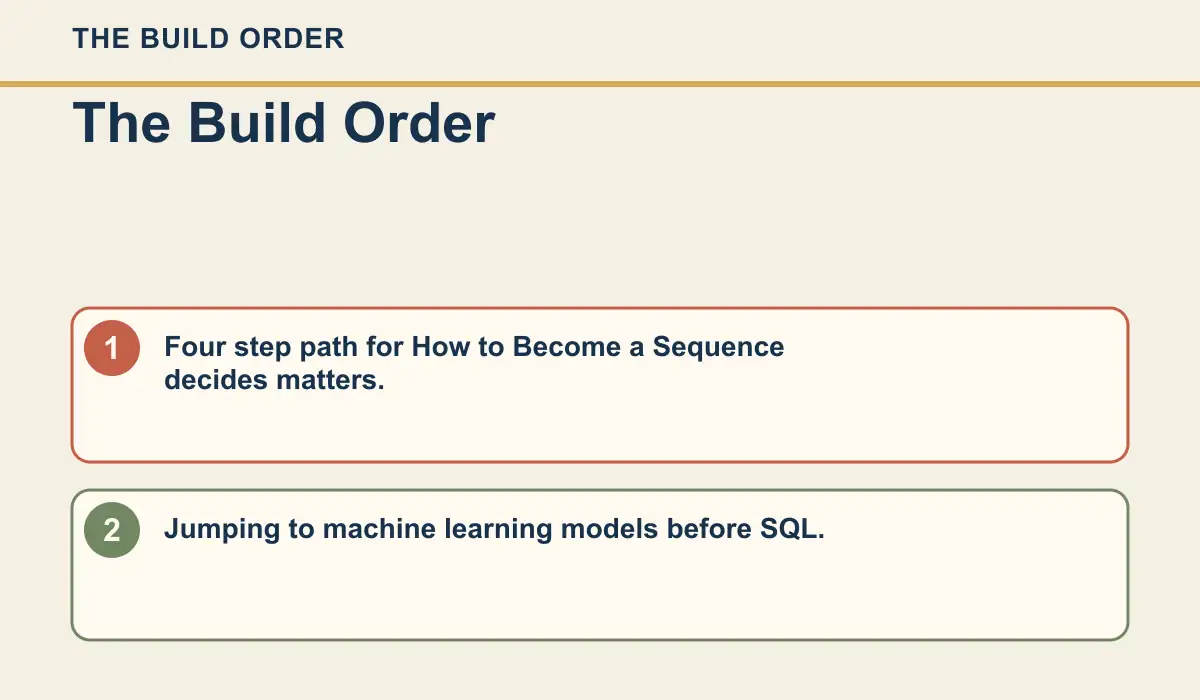 THE BUILD ORDER
The Build Order
1
Four step path for How to Become a Sequence
decides matters.
2
Jumping to machine learning models before SQL.